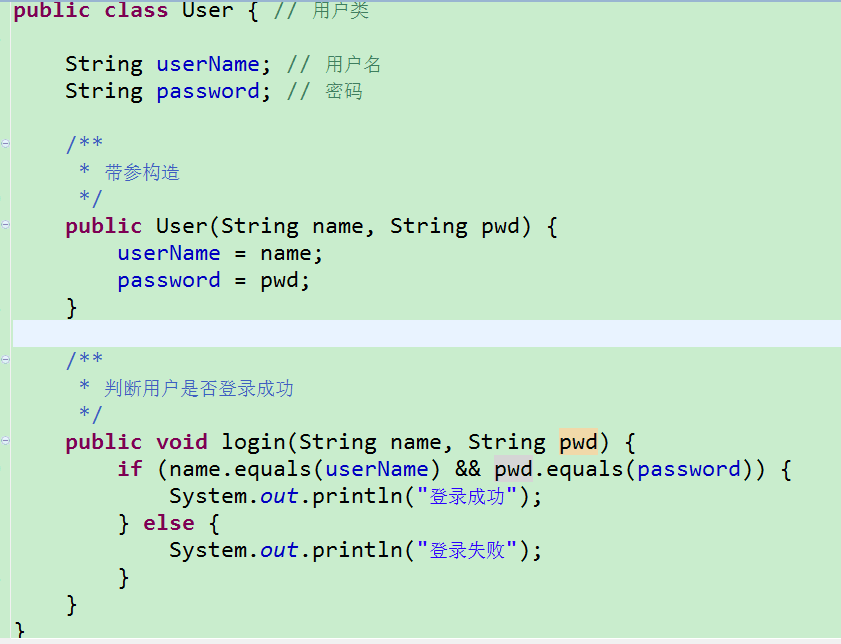 public class User { // 用户类
String userName; // 用户名
String password; // 密码
/**
* 带参构造
*/
public User(String name, String pwd) {
userName = name;
password = pwd;
}
/**
* 判断用户是否登录成功
*/
public void login(String name, String pwd) {
if (name.equals(userName) && pwd.equals(password)) {
System.out.println("登录成功");
} else {
System.out.println("登录失败");
}
}
}